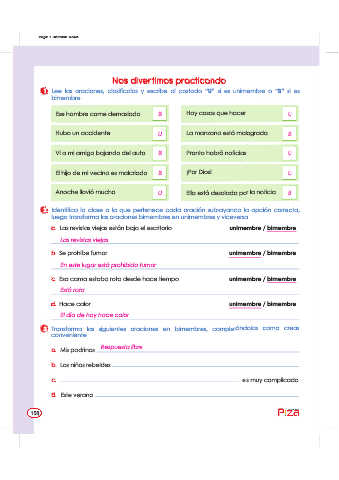 Nos divertimos practicando
1 Lee las oraciones, clasifícalas y escribe al costado "U" si es unimembre o "B" si es
bimembre.
Ese hombre come demasiado B
Hubo un accidente U
Vi a mi amigo bajando del auto B
El hijo de mi vecina es malcriado B
Anoche llovió mucho U
Hay cosas que hacer U
La manzana está malograda B
Pronto habrá noticias U
¡Por Dios! U
Ella está desolada por la noticia B
2 Identifica la clase a la que pertenece cada oración subrayando la opción correcta,
luego transforma las oraciones bimembres en unimembres y viceversa.
a. Las revistas viejas están bajo el escritorio unimembre / bimembre
Las revistas viejas
b. Se prohíbe fumar unimembre / bimembre
En este lugar está prohibido fumar
c. Esa cama estaba rota desde hace tiempo unimembre / bimembre
Está rota
d. Hace calor unimembre / bimembre
El día de hoy hace calor
3 Transforma las siguientes oraciones en bimembres, completándolas como creas
conveniente.
a. Mis padrinos Respuesta libre
b. Los niños rebeldes
c. es muy complicado
d. Este verano
158